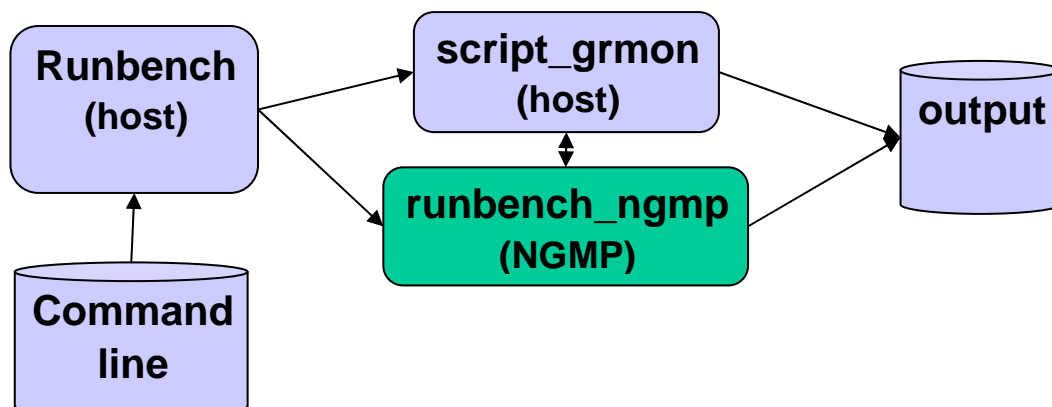 Runbench
(host)
script_grmon
(host)
output
runbench_ngmp
(NGMP)
Command
line